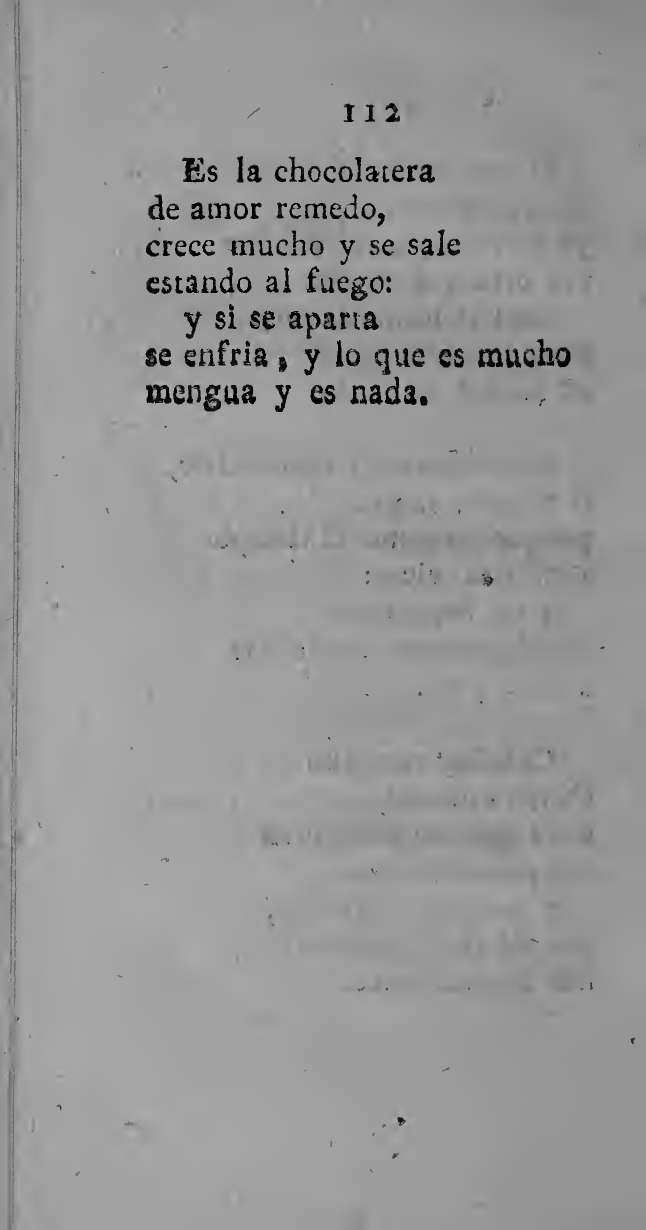 112
Es la chocolatera
de amor remedo,
crece mucho y se sale
estando al fuego:
y si se aparta
se enfria, y lo que es mucho
mengua y es nada.